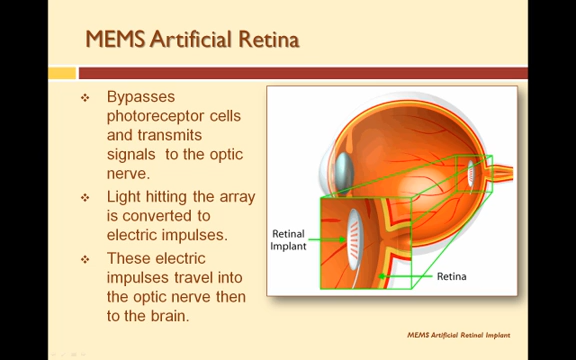 MEMS Artificial Retina
Bypasses
photoreceptor cells
and transmits
signals to the optic
nerve.
Light hitting the array
is converted to
electric impulses.
These electric
impulses travel into
the optic nerve then
to the brain.
Retinal
Implant
Retina
MEMS Artificial Retinal Implant